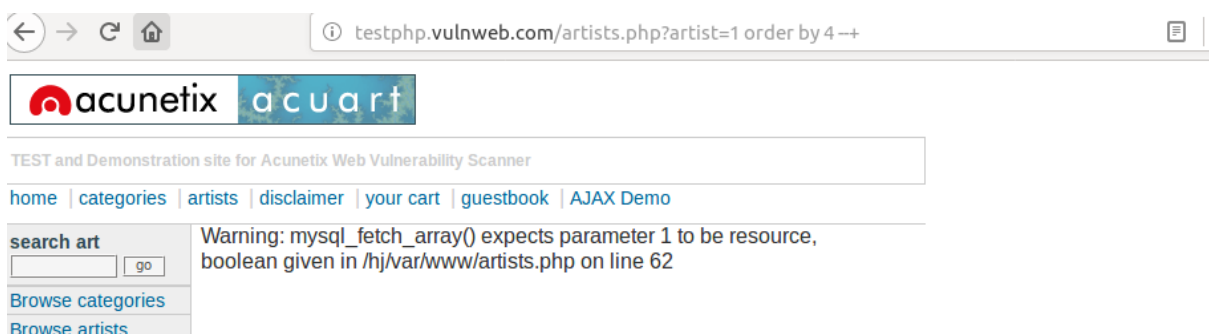 testphp.vulnweb.com/artists.php?artist=1 order by 4 --+
acunetix acuart
TEST and Demonstration site for Acunetix Web Vulnerability Scanner
home | categories | artists | disclaimer | your cart | guestbook | AJAX Demo
search art
go
Browse categories
Browse artists
Warning: mysql_fetch_array() expects parameter 1 to be resource,
boolean given in /hj/var/www/artists.php on line 62